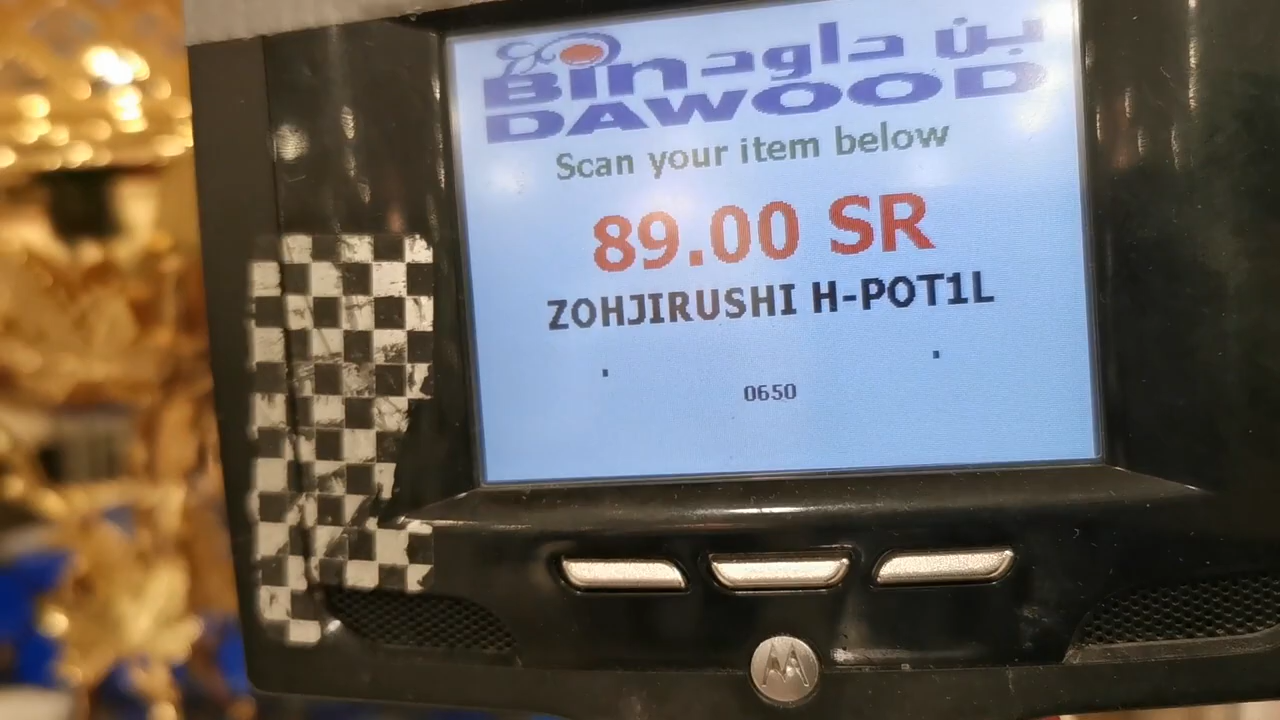 BIN بن داود
DAWOOD
Scan your item below
89.00 SR
ZOHJIRUSHI H-POT1L
0650